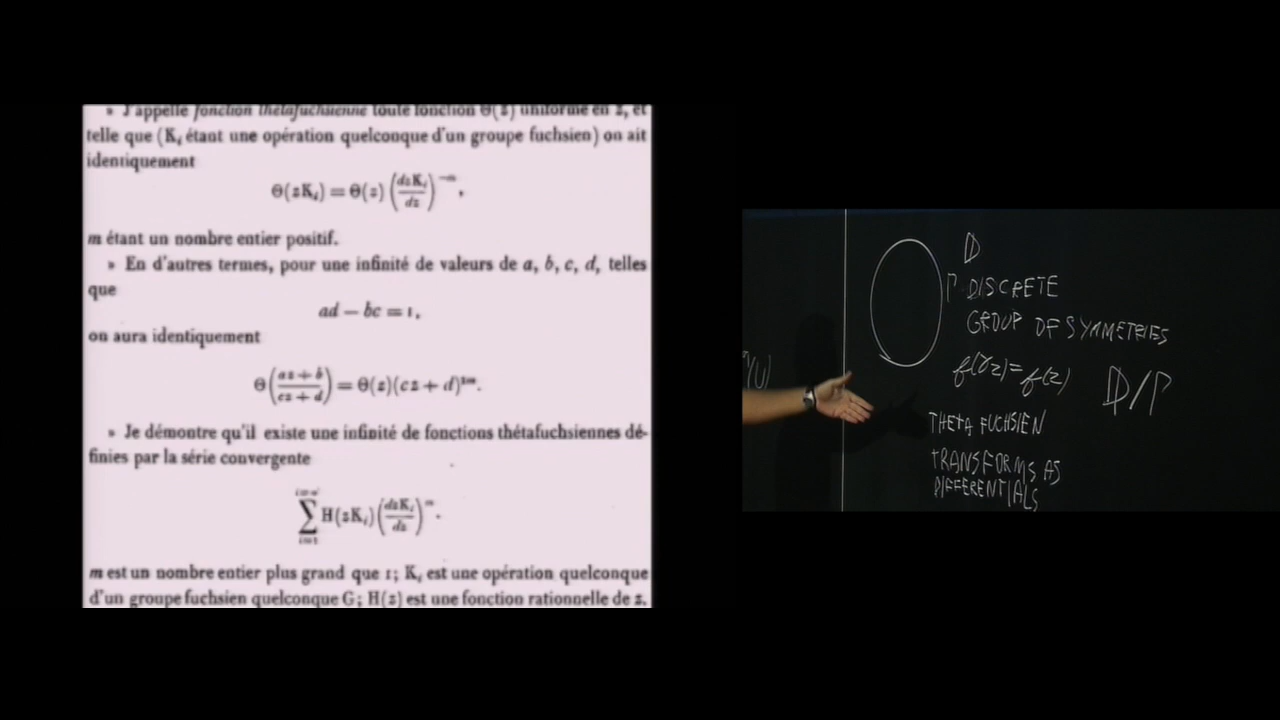 » J'appelle fonction thétafuchsienne toute fonction Θ(z) uniforme en z, et
telle que (Kᵢ étant une opération quelconque d'un groupe fuchsien) on ait
identiquement
Θ(zKᵢ) = Θ(z) (dzKᵢ/dz)⁻ᵐ,
m étant un nombre entier positif.
» En d'autres termes, pour une infinité de valeurs de a, b, c, d, telles
que
ad — bc = 1,
on aura identiquement
Θ((az + b)/(cz + d)) = Θ(z)(cz + d)²ᵐ.
» Je démontre qu'il existe une infinité de fonctions thétafuchsiennes dé-
finies par la série convergente
i=∞
∑ H(zKᵢ) (dzKᵢ/dz)ᵐ.
i=1
m est un nombre entier plus grand que 1; Kᵢ est une opération quelconque
d'un groupe fuchsien quelconque G; H(z) est une fonction rationnelle de z.
D
Γ DISCRETE
GROUP OF SYMMETRIES
f(γz) = f(z) D/Γ
THETA FUCHSIEN
TRANSFORMS AS
DIFFERENTIALS